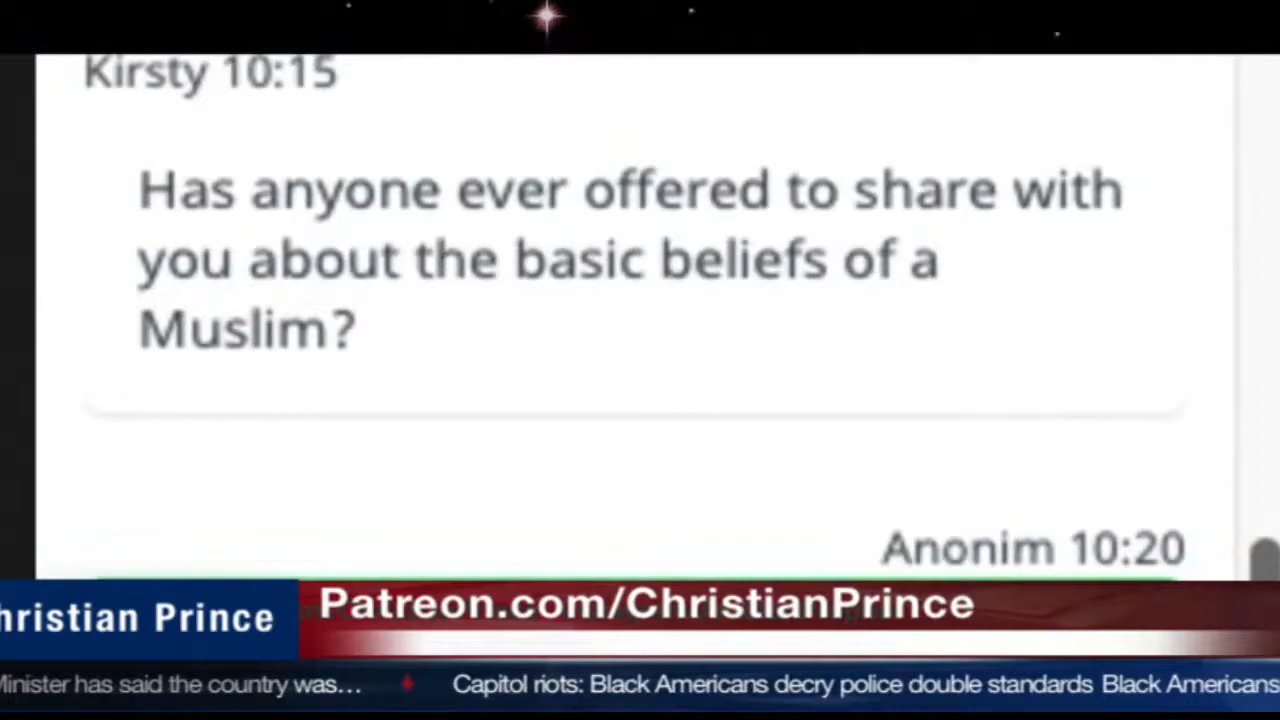 Kirsty 10:15
Has anyone ever offered to share with
you about the basic beliefs of a
Muslim?
Anonim 10:20
hristian Prince
Patreon.com/ChristianPrince
Minister has said the country was... Capitol riots: Black Americans decry police double standards Black Americans